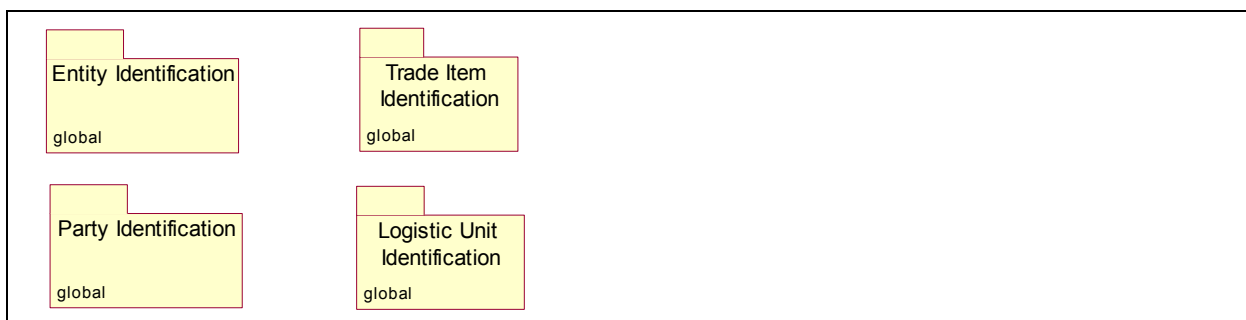 Entity Identification
global
Trade Item
Identification
global
Party Identification
global
Logistic Unit
Identification
global